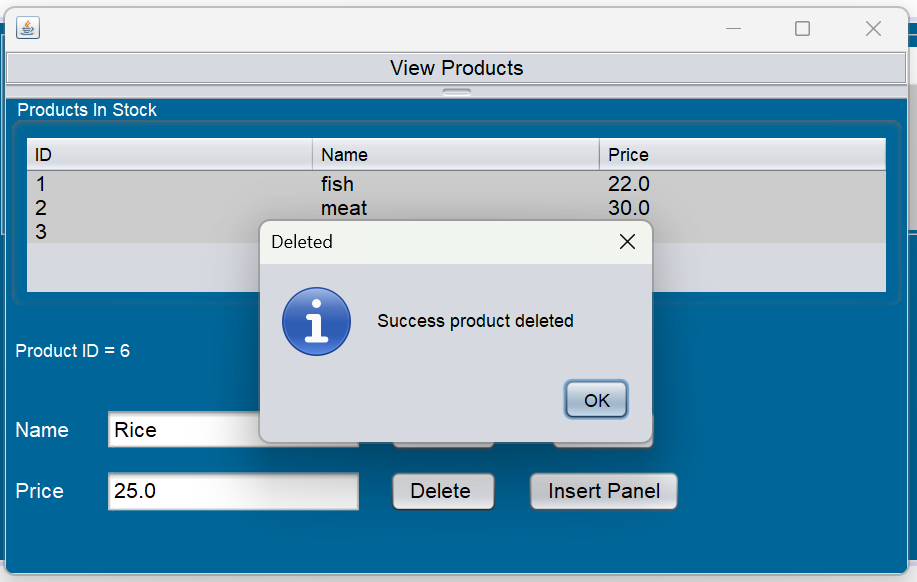 View Products
Products In Stock
ID Name Price
1 fish 22.0
2 meat 30.0
3
Deleted
Success product deleted
OK
Product ID = 6
Name Rice
Price 25.0 Delete Insert Panel